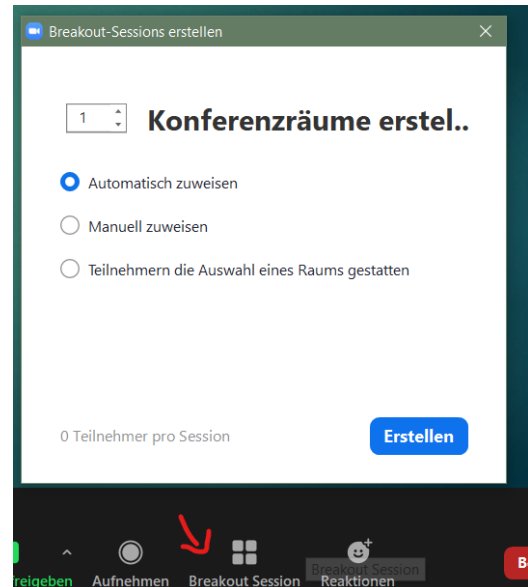 Breakout-Sessions erstellen
1 Konferenzräume erstel..
Automatisch zuweisen
Manuell zuweisen
Teilnehmern die Auswahl eines Raums gestatten
0 Teilnehmer pro Session
Erstellen
Breakout Session
B
reigeben Aufnehmen Breakout Session Reaktionen